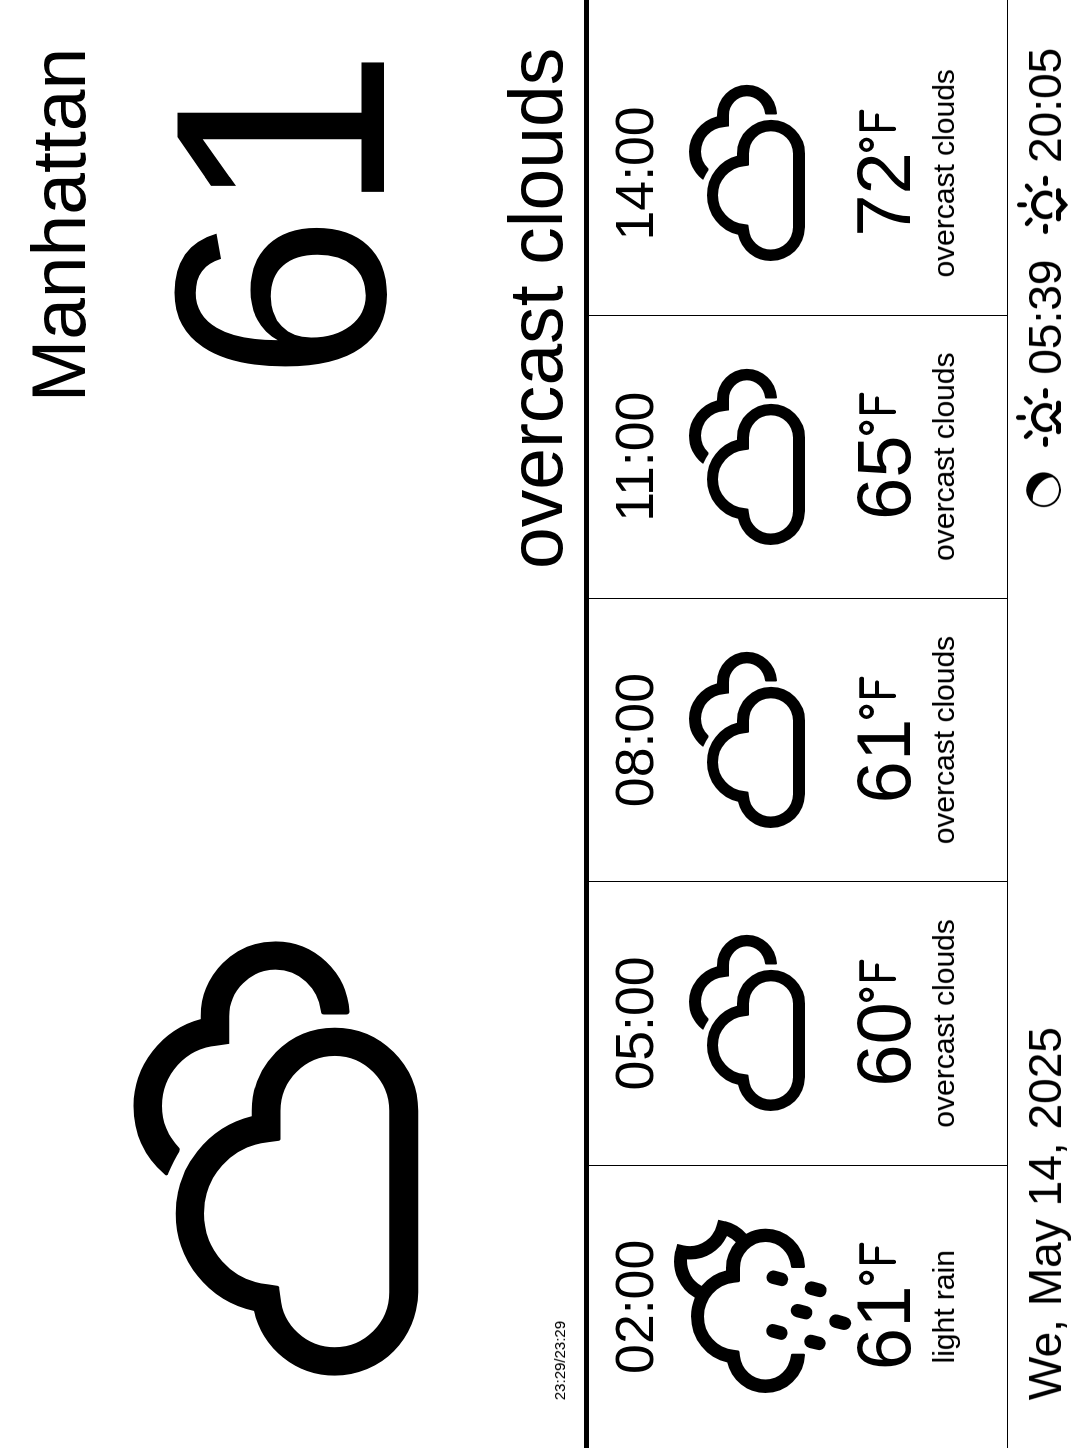 Manhattan
61
overcast clouds
23:29/23:29
02:00 05:00 08:00 11:00 14:00
61°F 60°F 61°F 65°F 72°F
light rain overcast clouds overcast clouds overcast clouds overcast clouds
We, May 14, 2025 05:39 20:05